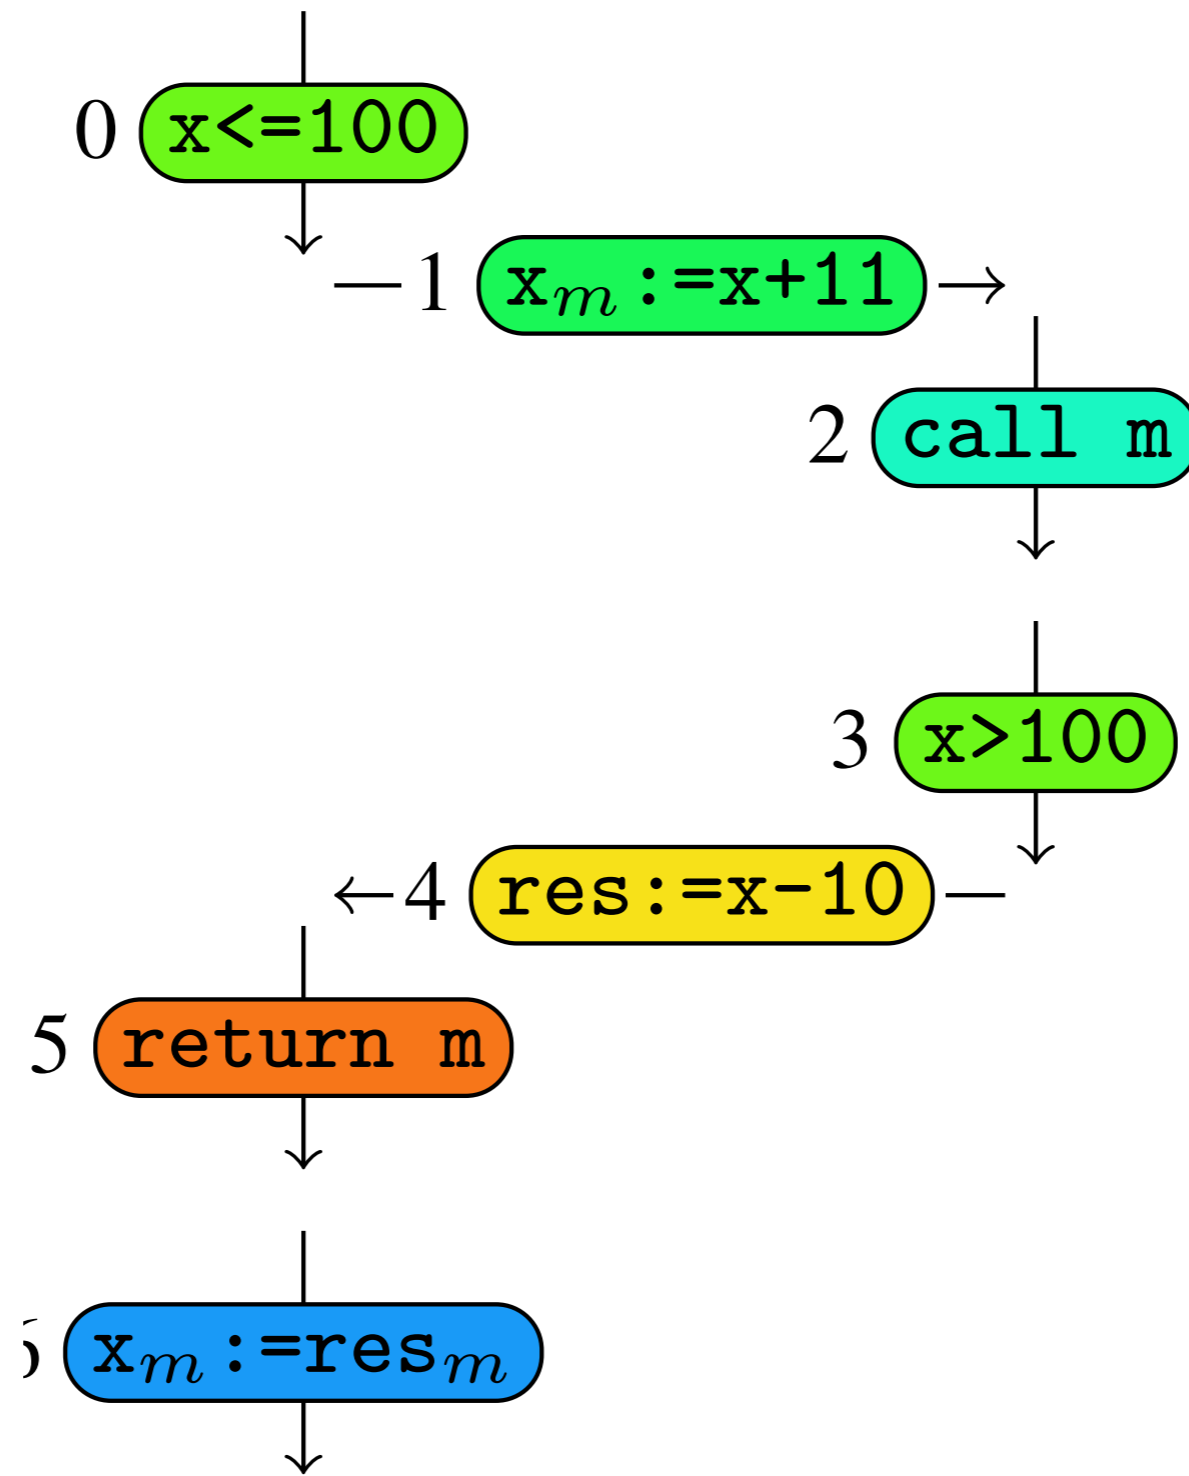 0 x<=100
1 xₘ:=x+11
2 call m
3 x>100
4 res:=x-10
5 return m
xₘ:=resₘ